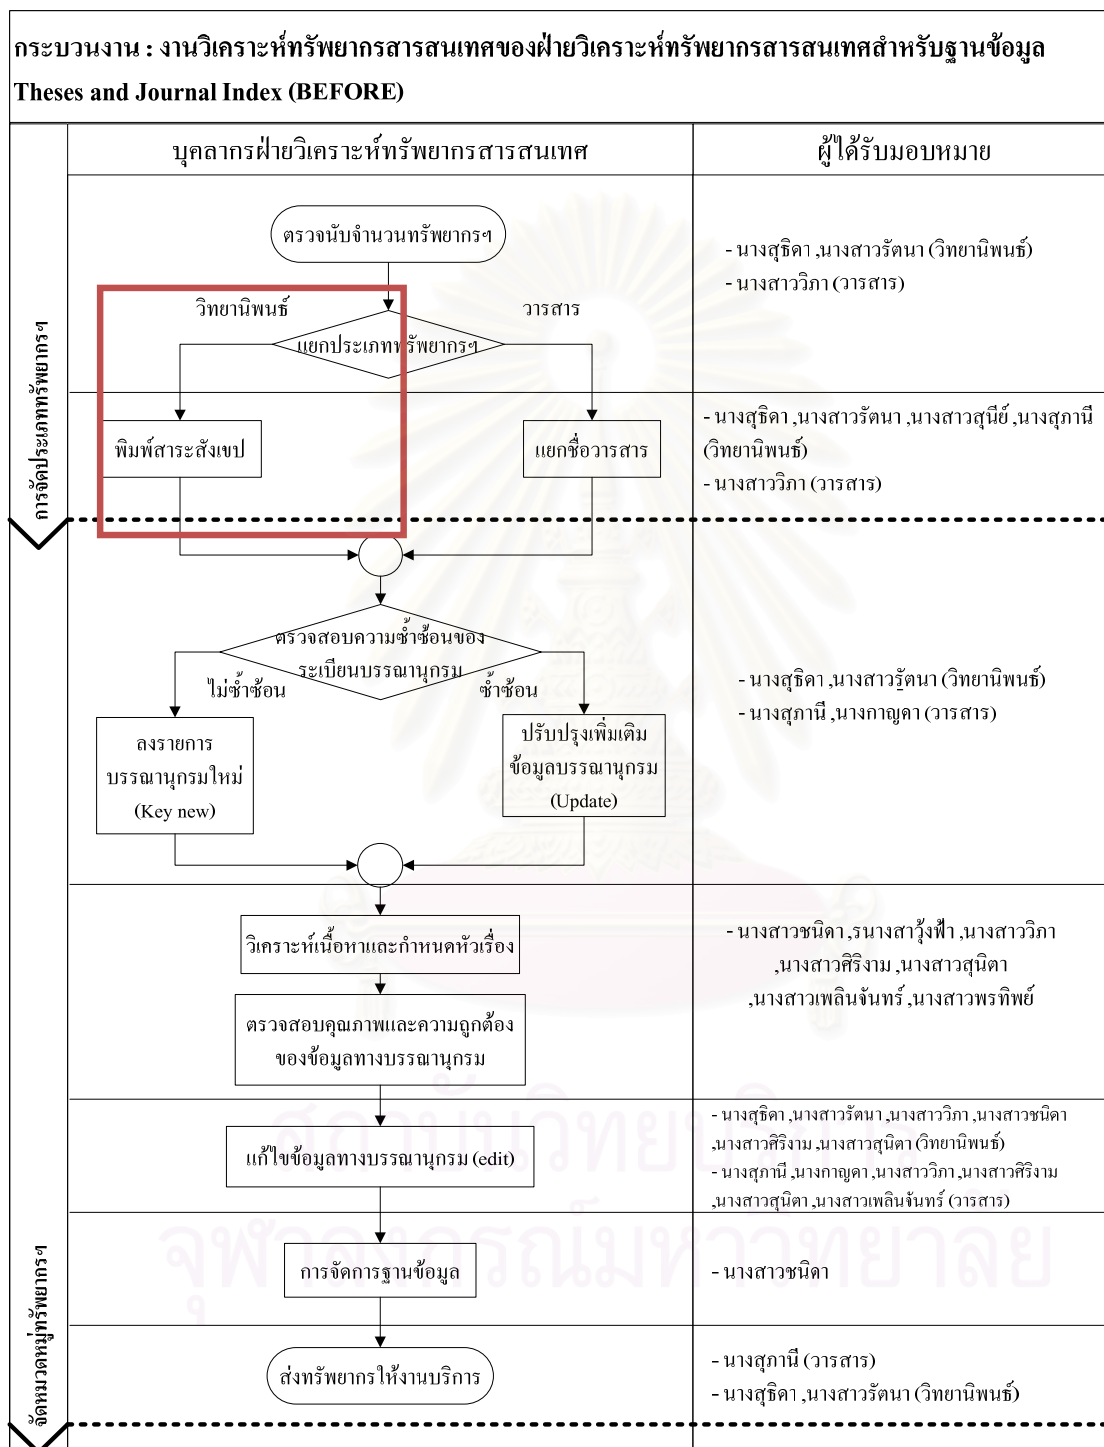 กระบวนงาน : งานวิเคราะห์ทรัพยากรสารสนเทศของฝ่ายวิเคราะห์ทรัพยากรสารสนเทศสำหรับฐานข้อมูล
Theses and Journal Index (BEFORE)
บุคลากรฝ่ายวิเคราะห์ทรัพยากรสารสนเทศ
ผู้ได้รับมอบหมาย
การจัดประเภททรัพยากรฯ
ตรวจนับจำนวนทรัพยากรฯ
- นางสุธิดา ,นางสาวรัตนา (วิทยานิพนธ์)
- นางสาววิภา (วารสาร)
วิทยานิพนธ์
วารสาร
แยกประเภททรัพยากรฯ
พิมพ์สาระสังเขป
แยกชื่อวารสาร
- นางสุธิดา ,นางสาวรัตนา ,นางสาวสุนีย์ ,นางสุภานี
(วิทยานิพนธ์)
- นางสาววิภา (วารสาร)
ตรวจสอบความซ้ำซ้อนของ
ระเบียนบรรณานุกรม
ไม่ซ้ำซ้อน
ซ้ำซ้อน
- นางสุธิดา ,นางสาวรัตนา (วิทยานิพนธ์)
- นางสุภานี ,นางกาญดา (วารสาร)
ลงรายการ
บรรณานุกรมใหม่
(Key new)
ปรับปรุงเพิ่มเติม
ข้อมูลบรรณานุกรม
(Update)
วิเคราะห์เนื้อหาและกำหนดหัวเรื่อง
- นางสาวชนิดา ,รนางสาวุ้งฟ้า ,นางสาววิภา
,นางสาวศิริงาม ,นางสาวสุนิตา
,นางสาวเพลินจันทร์ ,นางสาวพรทิพย์
ตรวจสอบคุณภาพและความถูกต้อง
ของข้อมูลทางบรรณานุกรม
แก้ไขข้อมูลทางบรรณานุกรม (edit)
- นางสุธิดา ,นางสาวรัตนา ,นางสาววิภา ,นางสาวชนิดา
,นางสาวศิริงาม ,นางสาวสุนิตา (วิทยานิพนธ์)
- นางสุภานี ,นางกาญดา ,นางสาววิภา ,นางสาวศิริงาม
,นางสาวสุนิตา ,นางสาวเพลินจันทร์ (วารสาร)
จัดหมวดหมู่ทรัพยากรฯ
การจัดการฐานข้อมูล
- นางสาวชนิดา
ส่งทรัพยากรให้งานบริการ
- นางสุภานี (วารสาร)
- นางสุธิดา ,นางสาวรัตนา (วิทยานิพนธ์)
สถาบันวิทยบริการ
จุฬาลงกรณ์มหาวิทยาลัย